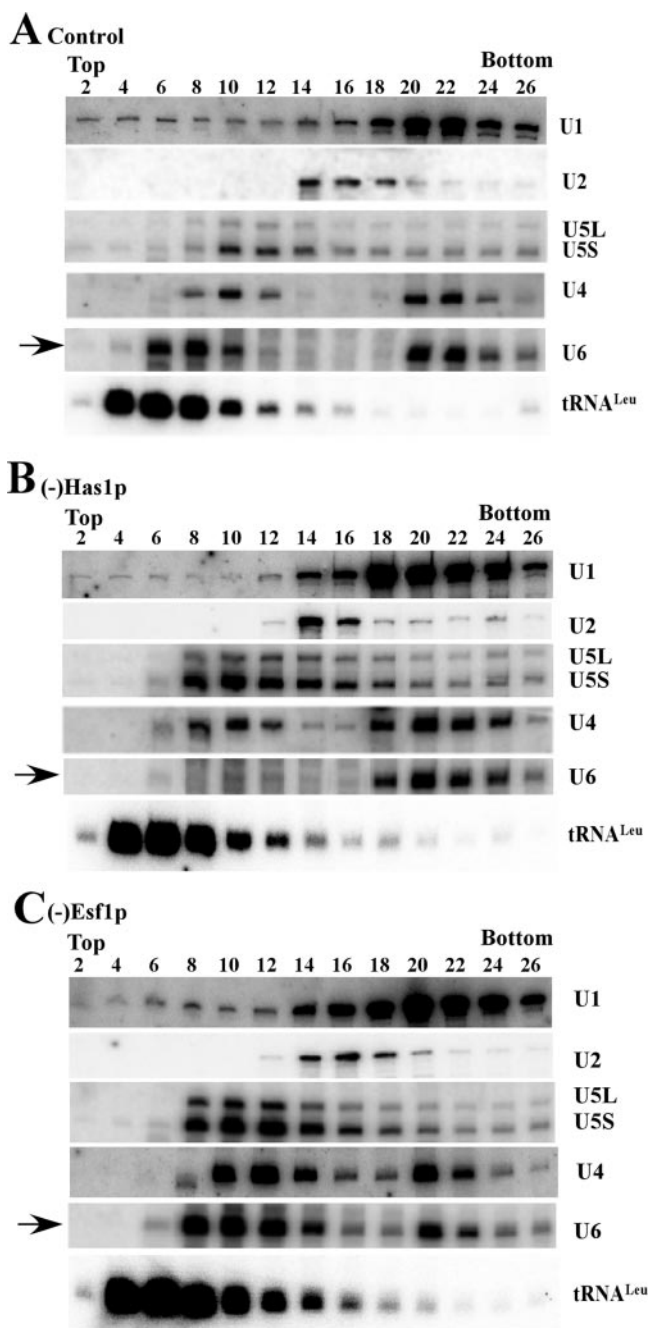 A Control
Top Bottom
2 4 6 8 10 12 14 16 18 20 22 24 26
U1
U2
U5L
U5S
U4
U6
tRNA^Leu
B (-)Has1p
Top Bottom
2 4 6 8 10 12 14 16 18 20 22 24 26
U1
U2
U5L
U5S
U4
U6
tRNA^Leu
C (-)Esf1p
Top Bottom
2 4 6 8 10 12 14 16 18 20 22 24 26
U1
U2
U5L
U5S
U4
U6
tRNA^Leu